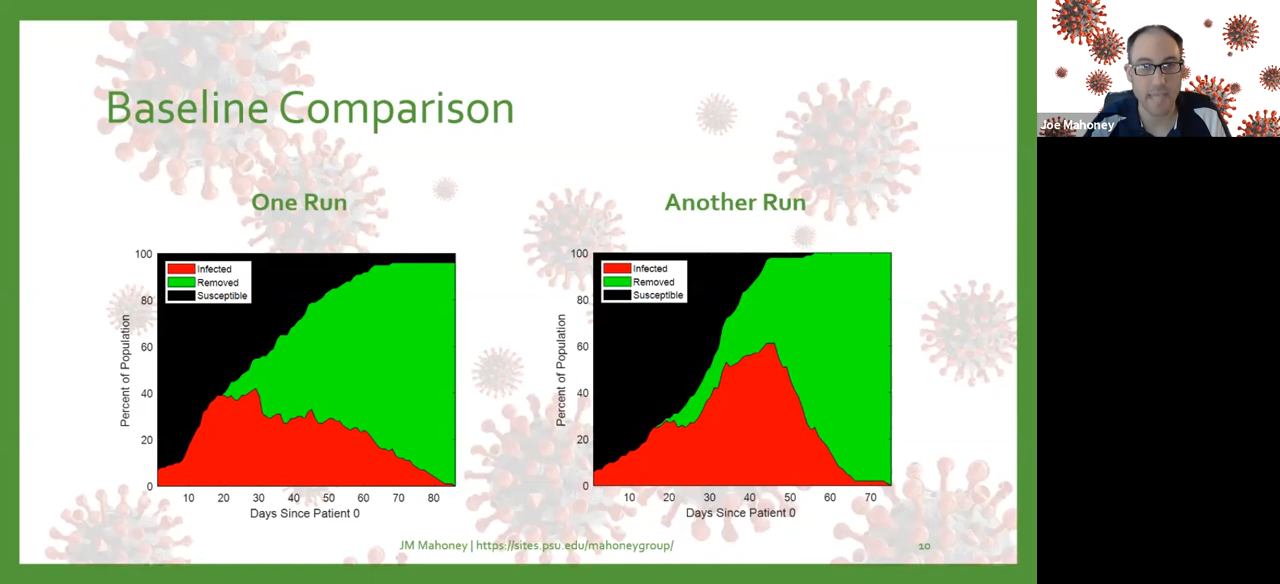 Baseline Comparison
One Run
100
80
60
40
20
0
Percent of Population
Infected
Removed
Susceptible
10 20 30 40 50 60 70 80
Days Since Patient 0
Another Run
100
80
60
40
20
0
Percent of Population
Infected
Removed
Susceptible
10 20 30 40 50 60 70
Days Since Patient 0
JM Mahoney | https://sites.psu.edu/mahoneygroup/
10
Joe Mahoney